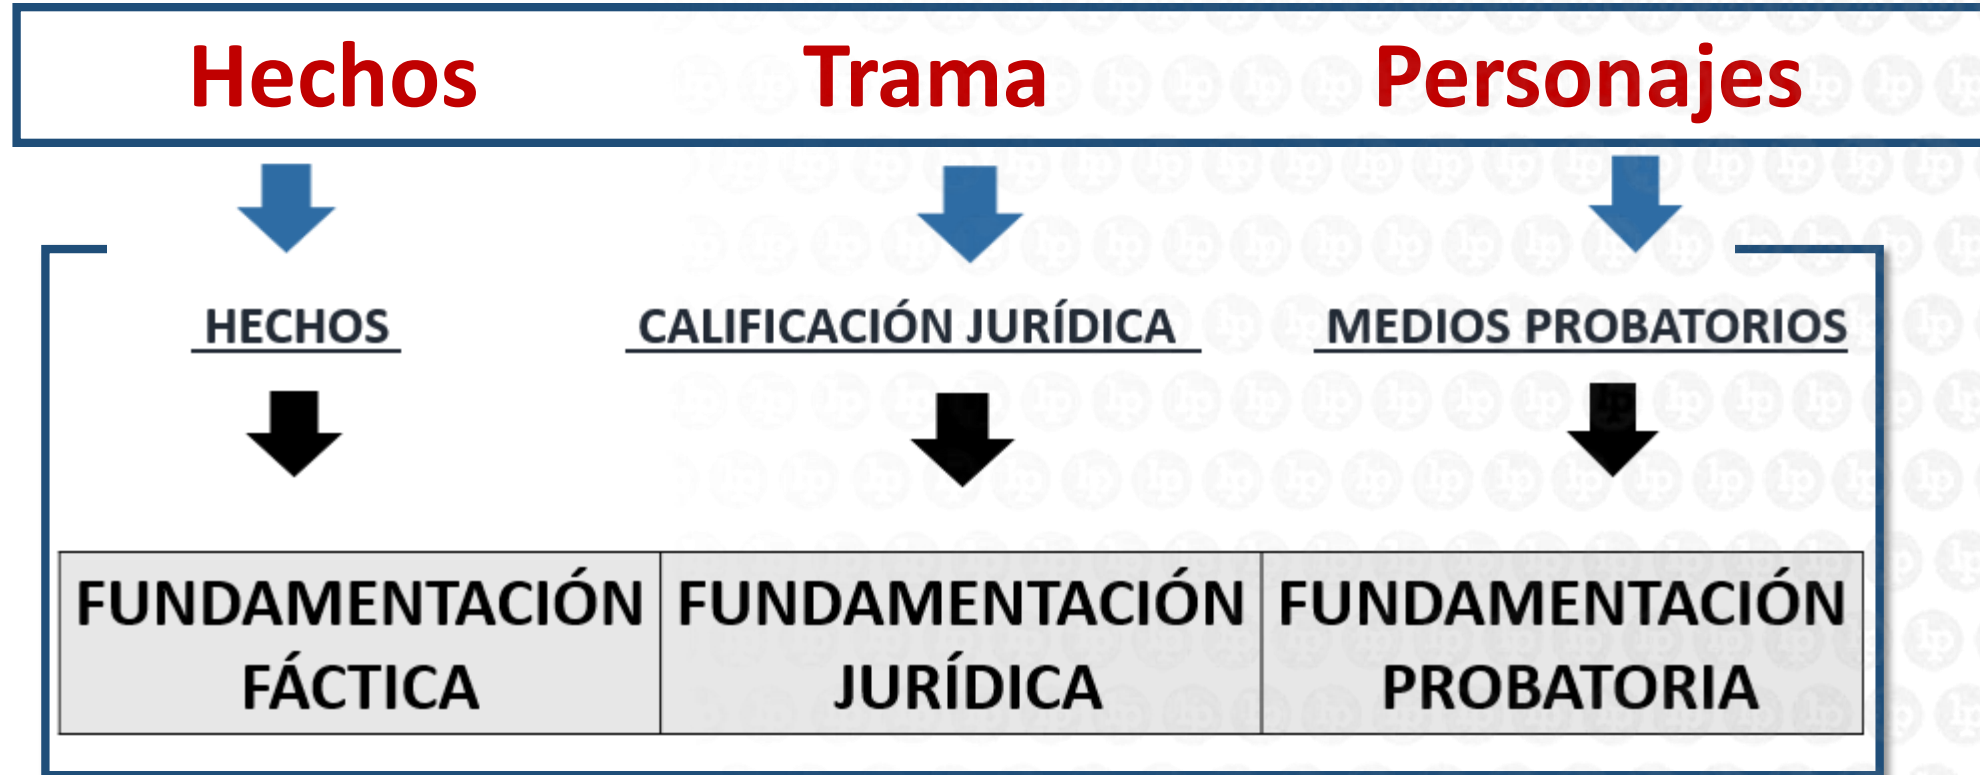 Hechos Trama Personajes
HECHOS CALIFICACIÓN JURÍDICA MEDIOS PROBATORIOS
FUNDAMENTACIÓN FUNDAMENTACIÓN FUNDAMENTACIÓN
FÁCTICA JURÍDICA PROBATORIA